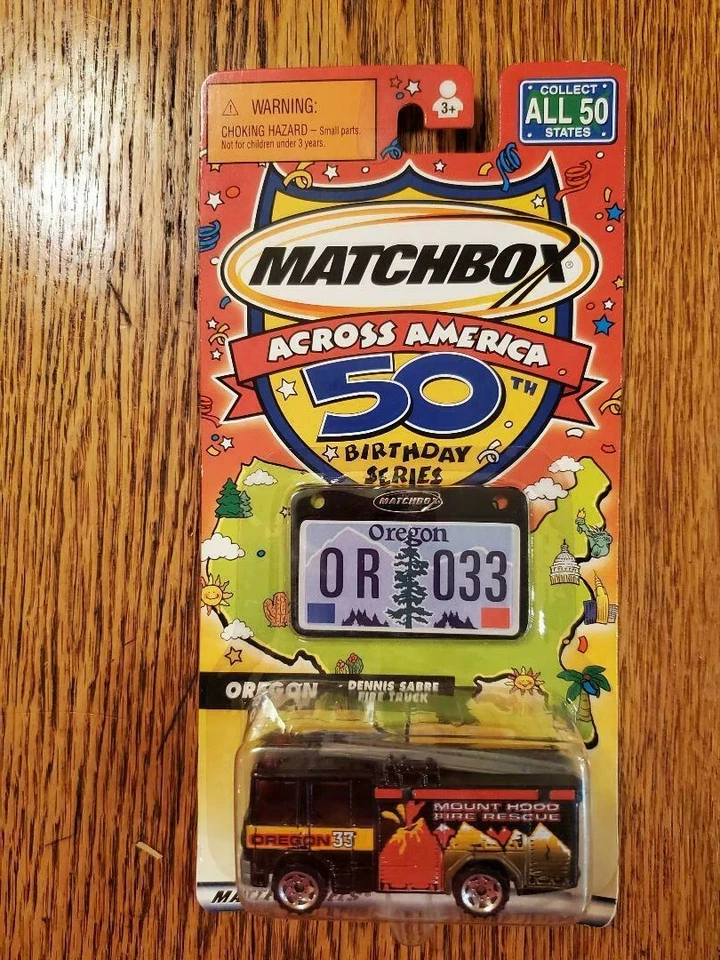 WARNING:
CHOKING HAZARD – Small parts.
Not for children under 3 years.
3+
COLLECT
ALL 50
STATES
MATCHBOX®
ACROSS AMERICA
50TH
BIRTHDAY
SERIES
MATCHBOX
Oregon
OR 033
OREGON DENNIS SABRE
FIRE TRUCK
MOUNT HOOD
FIRE RESCUE
OREGON 33